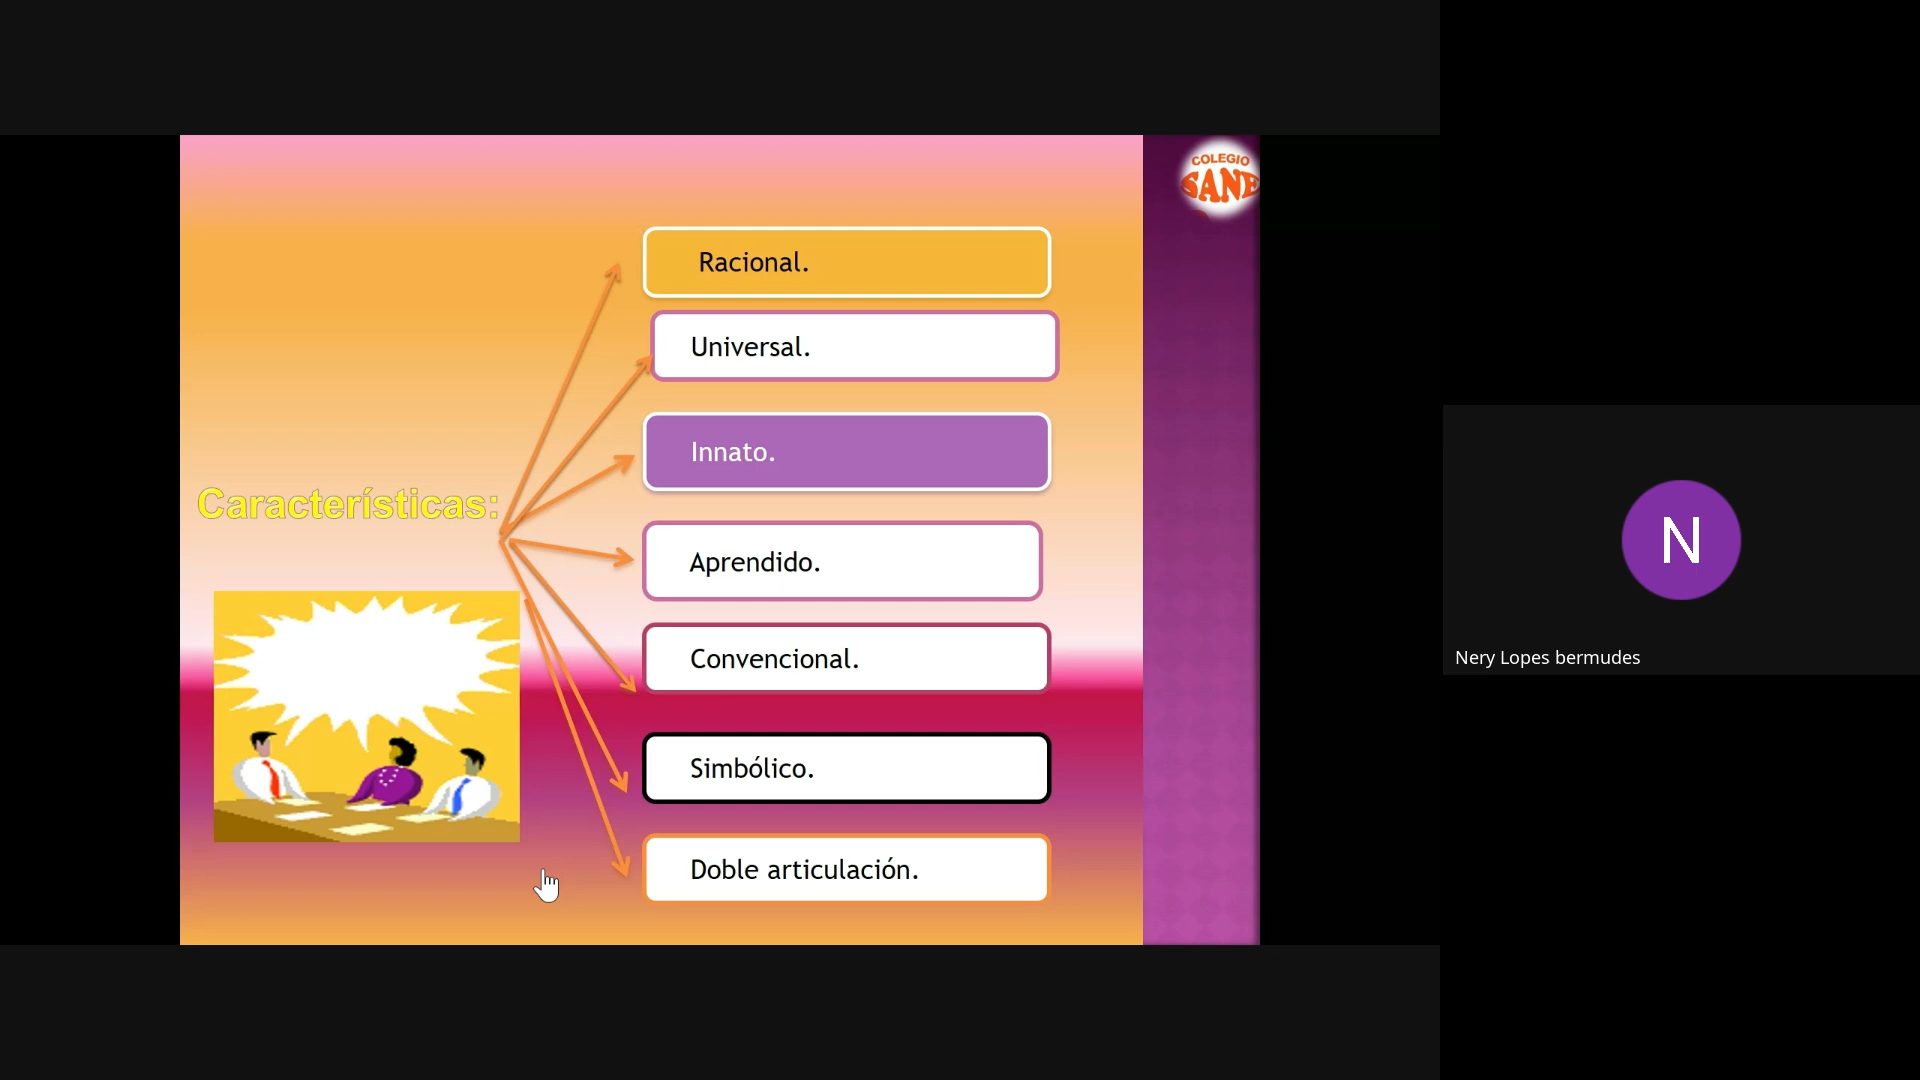 COLEGIO
SANE
Racional.
Universal.
Innato.
Características:
Aprendido.
Convencional.
Simbólico.
Doble articulación.
N
Nery Lopes bermudes